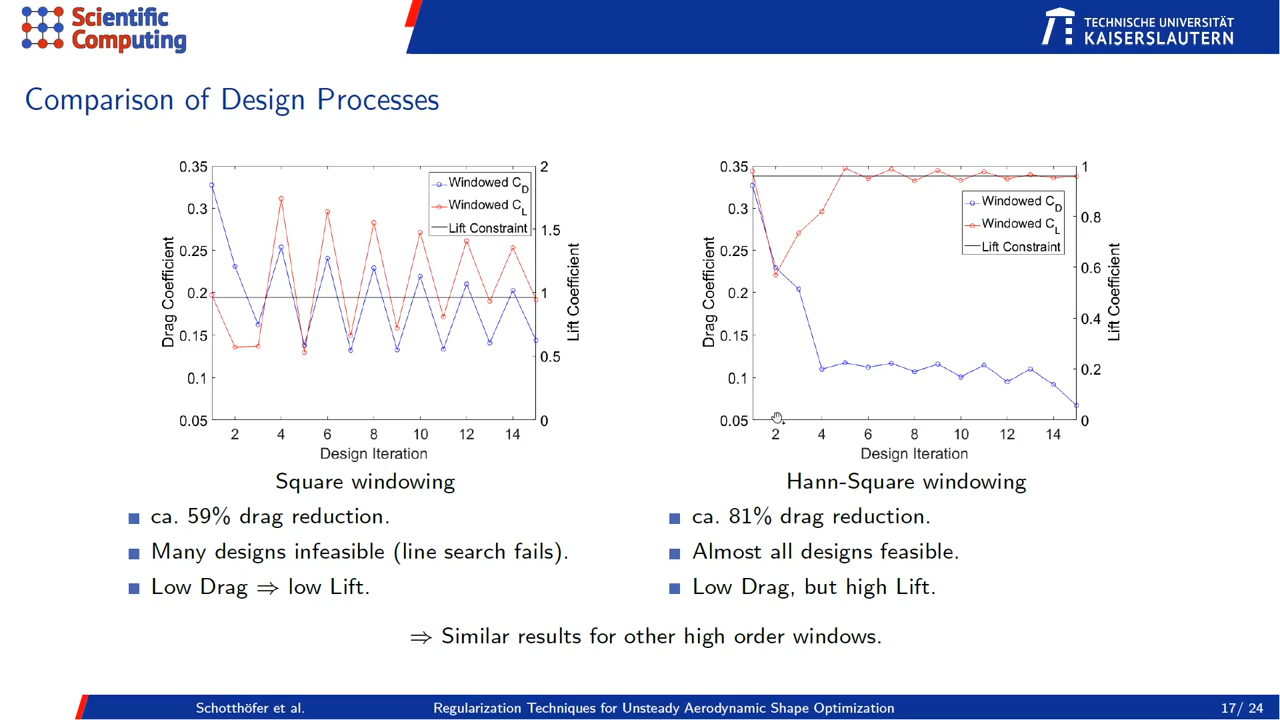 Scientific
Computing
TECHNISCHE UNIVERSITÄT
KAISERSLAUTERN
Comparison of Design Processes
0.35
0.3
0.25
0.2
0.15
0.1
0.05
Drag Coefficient
2
1.5
1
0.5
0
Lift Coefficient
Windowed C_D
Windowed C_L
Lift Constraint
2 4 6 8 10 12 14
Design Iteration
Square windowing
ca. 59% drag reduction.
Many designs infeasible (line search fails).
Low Drag ⇒ low Lift.
0.35
0.3
0.25
0.2
0.15
0.1
0.05
Drag Coefficient
1
0.8
0.6
0.4
0.2
0
Lift Coefficient
Windowed C_D
Windowed C_L
Lift Constraint
2 4 6 8 10 12 14
Design Iteration
Hann-Square windowing
ca. 81% drag reduction.
Almost all designs feasible.
Low Drag, but high Lift.
⇒ Similar results for other high order windows.
Schotthöfer et al. Regularization Techniques for Unsteady Aerodynamic Shape Optimization 17/ 24